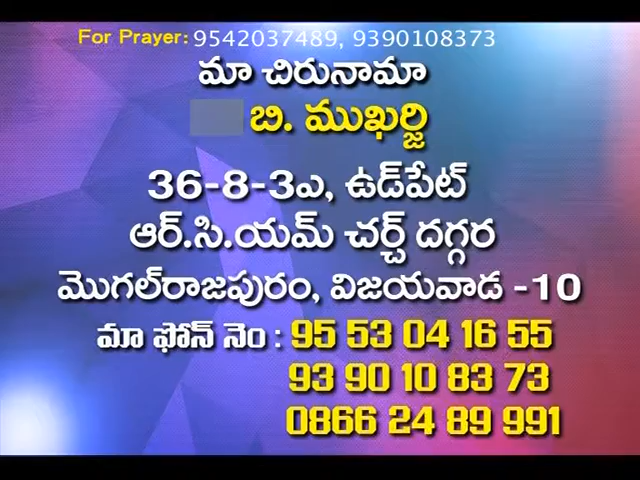 For Prayer: 9542037489, 9390108373
మా చిరునామా
బి. ముఖర్జి
36-8-3ఎ, ఉడ్‌పేట్
ఆర్.సి.యమ్ చర్చ్ దగ్గర
మొగల్‌రాజపురం, విజయవాడ -10
మా ఫోన్ నెం : 95 53 04 16 55
93 90 10 83 73
0866 24 89 991